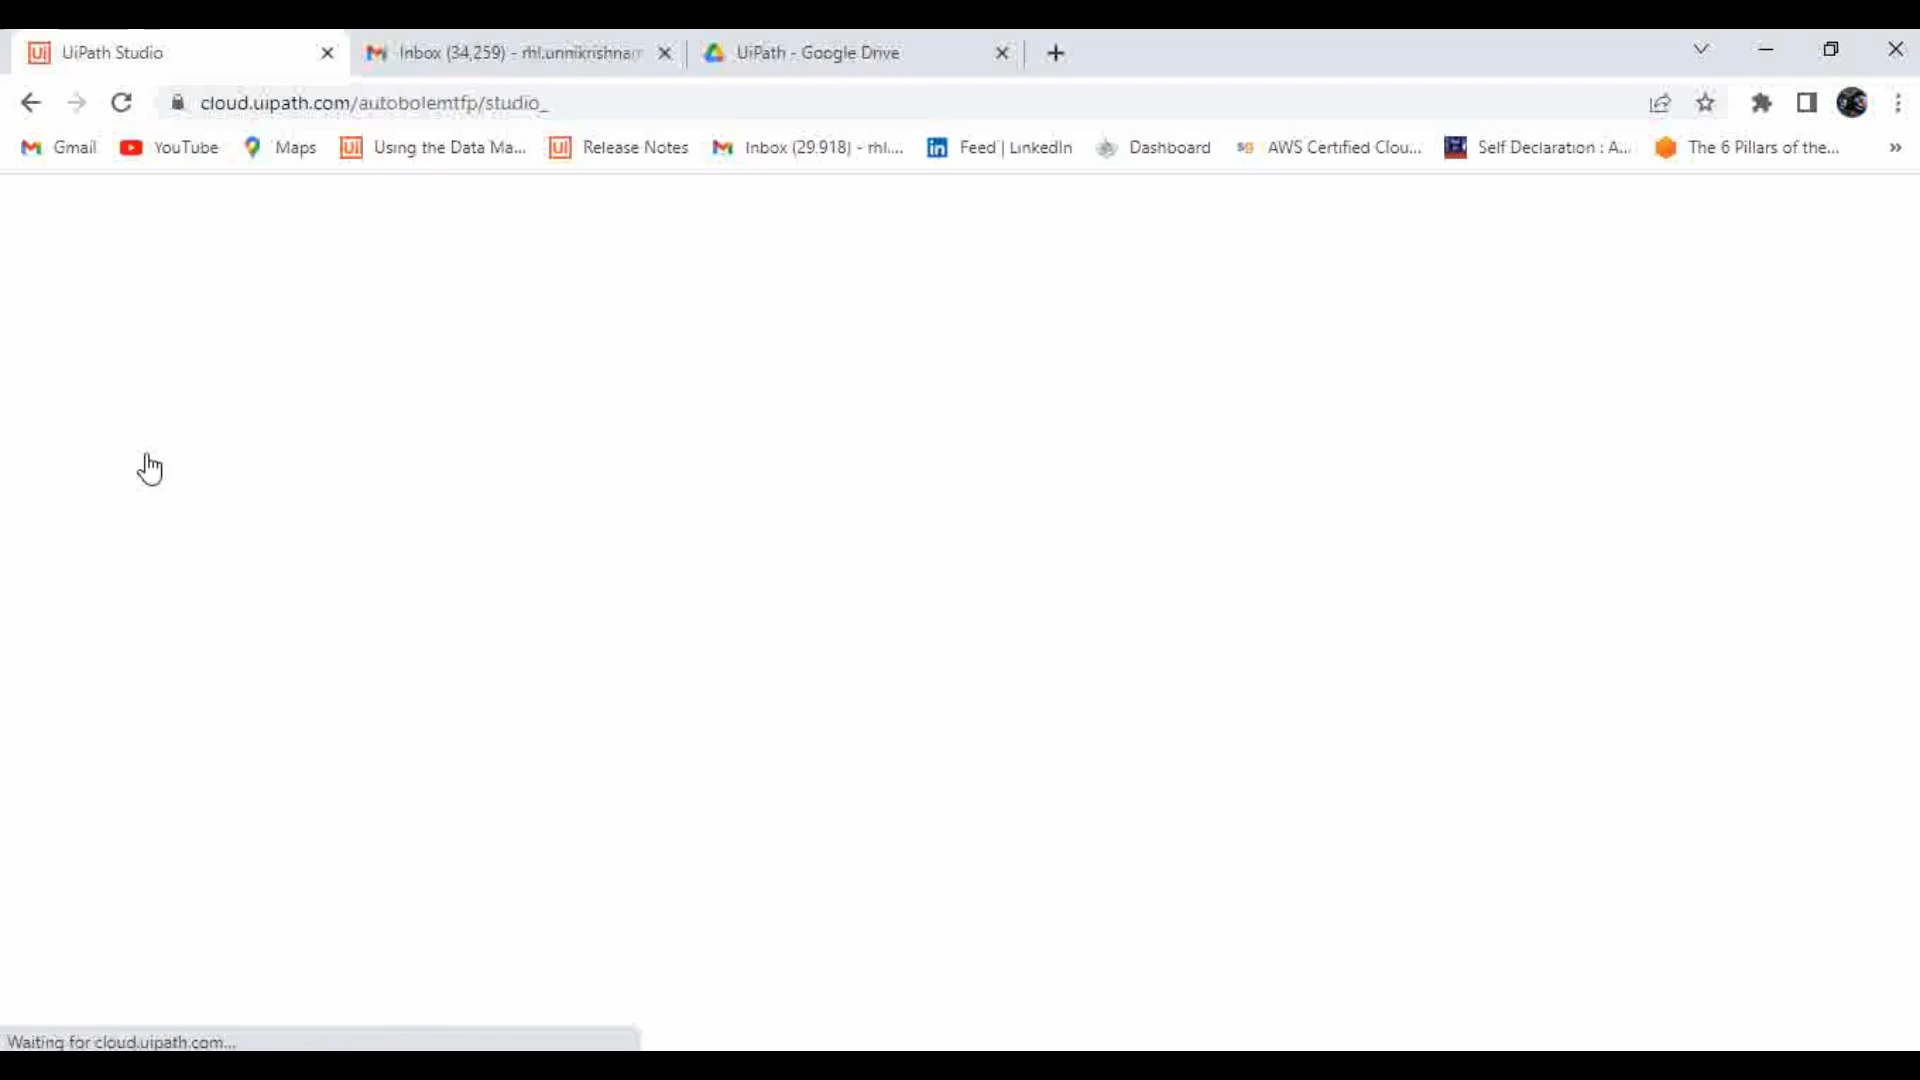 UiPath Studio
Inbox (34,259) - rhl.unnikrishnan
UiPath - Google Drive
cloud.uipath.com/autobolemtfp/studio_
Gmail
YouTube
Maps
Using the Data Ma...
Release Notes
Inbox (29,918) - rhl....
Feed | LinkedIn
Dashboard
sg AWS Certified Clou...
Self Declaration : A...
The 6 Pillars of the...
Waiting for cloud.uipath.com...